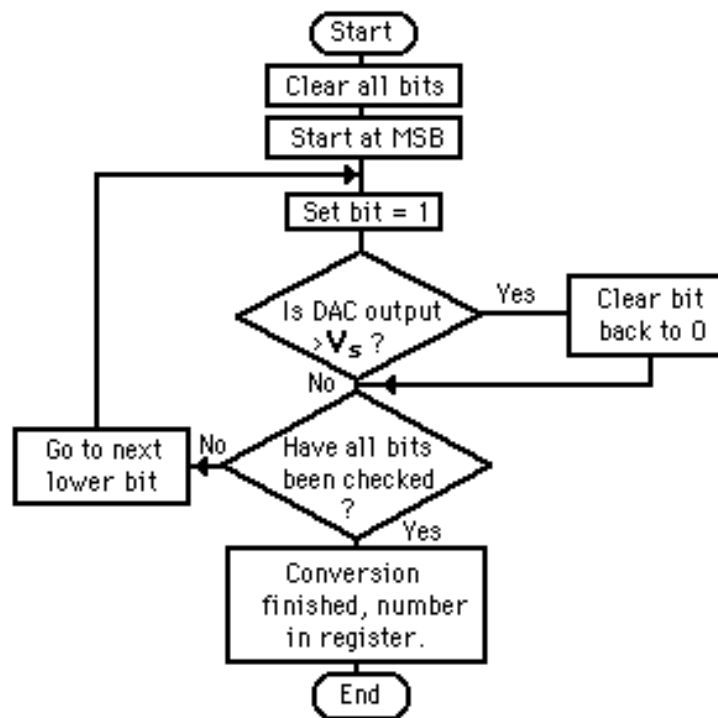 Start
Clear all bits
Start at MSB
Set bit = 1
Is DAC output
>Vs ?
Yes
Clear bit
back to 0
No
Have all bits
been checked
?
No
Go to next
lower bit
Yes
Conversion
finished, number
in register.
End